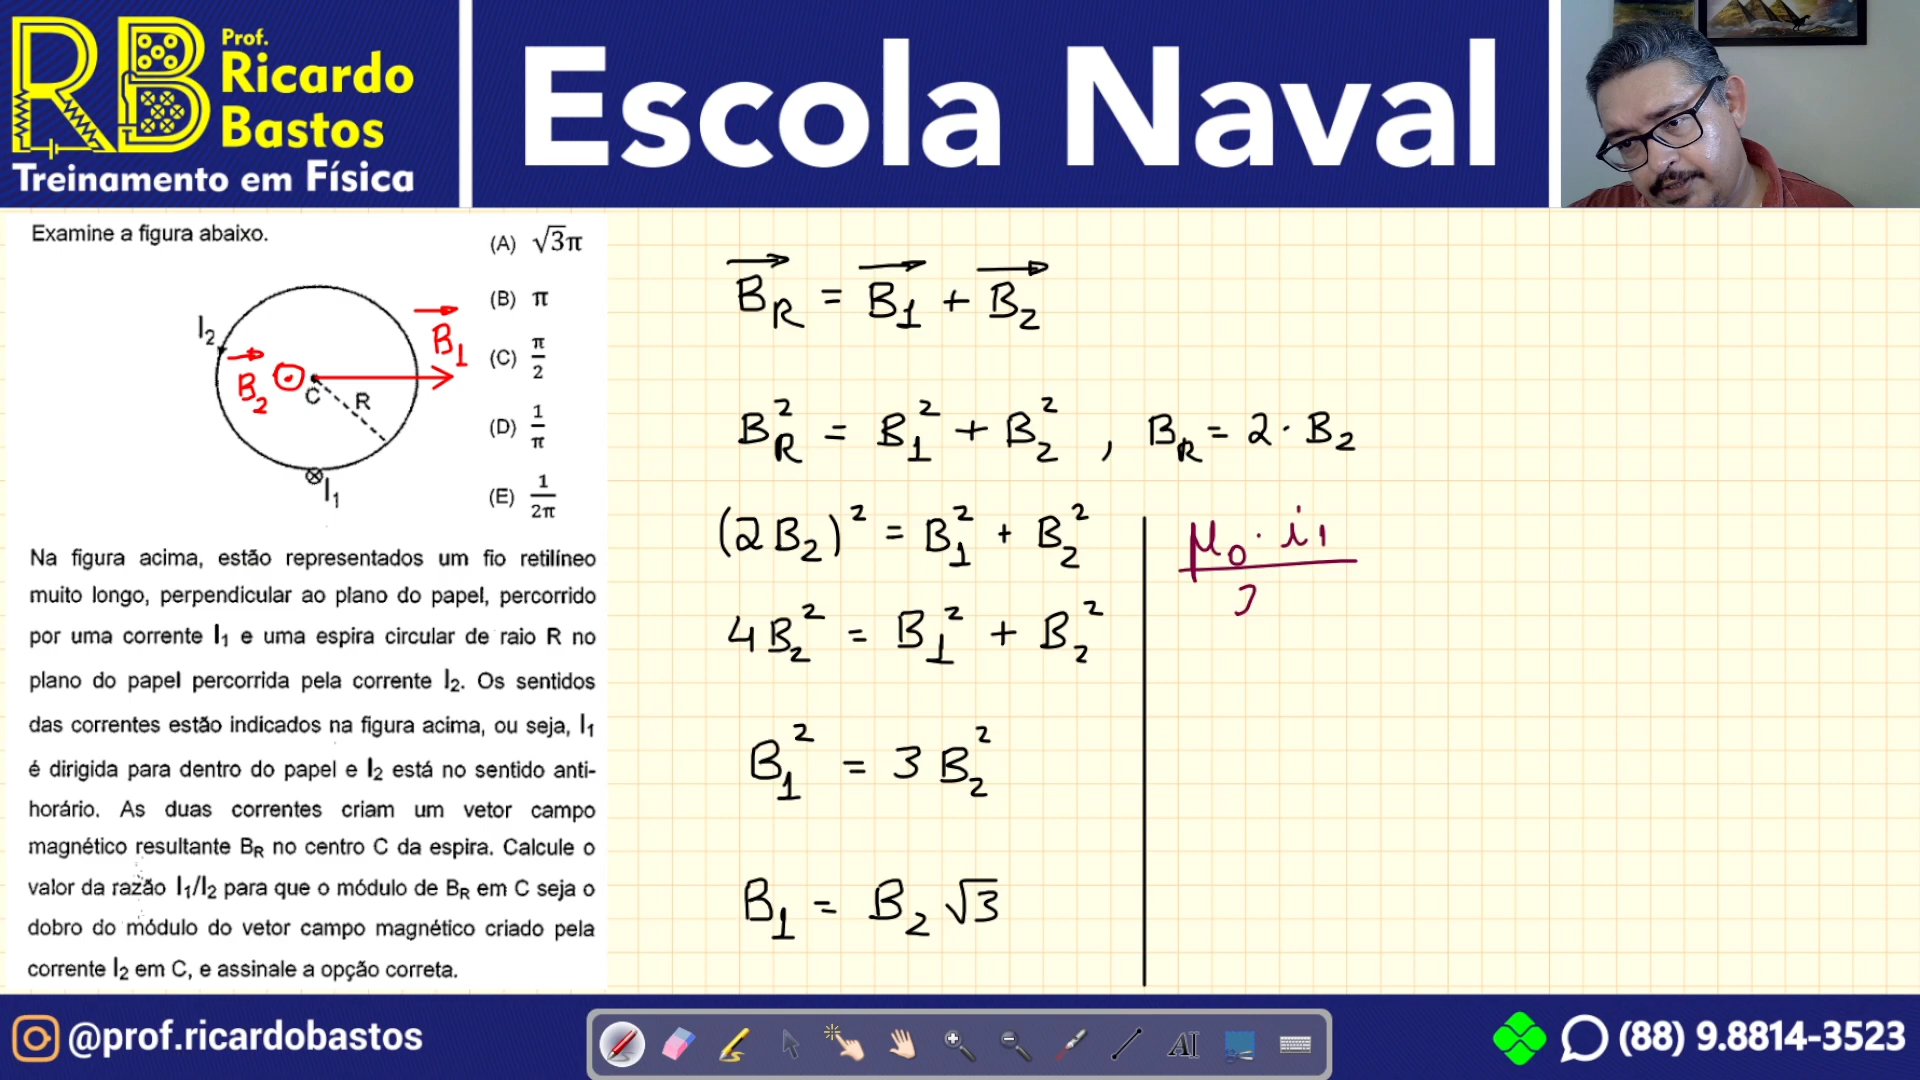 RB
Prof.
Ricardo
Bastos
Treinamento em Física
Escola Naval
Examine a figura abaixo.
I₂
B₂
C
R
B₁
I₁
(A) √3π
(B) π
(C) π/2
(D) 1/π
(E) 1/2π
Na figura acima, estão representados um fio retilíneo
muito longo, perpendicular ao plano do papel, percorrido
por uma corrente I₁ e uma espira circular de raio R no
plano do papel percorrida pela corrente I₂. Os sentidos
das correntes estão indicados na figura acima, ou seja, I₁
é dirigida para dentro do papel e I₂ está no sentido anti-
horário. As duas correntes criam um vetor campo
magnético resultante BR no centro C da espira. Calcule o
valor da razão I₁/I₂ para que o módulo de BR em C seja o
dobro do módulo do vetor campo magnético criado pela
corrente I₂ em C, e assinale a opção correta.
BR = B₁ + B₂
BR² = B₁² + B₂² , BR = 2 · B₂
(2B₂)² = B₁² + B₂²
4B₂² = B₁² + B₂²
B₁² = 3B₂²
B₁ = B₂√3
μ₀ · i₁
@prof.ricardobastos
AI
(88) 9.8814-3523